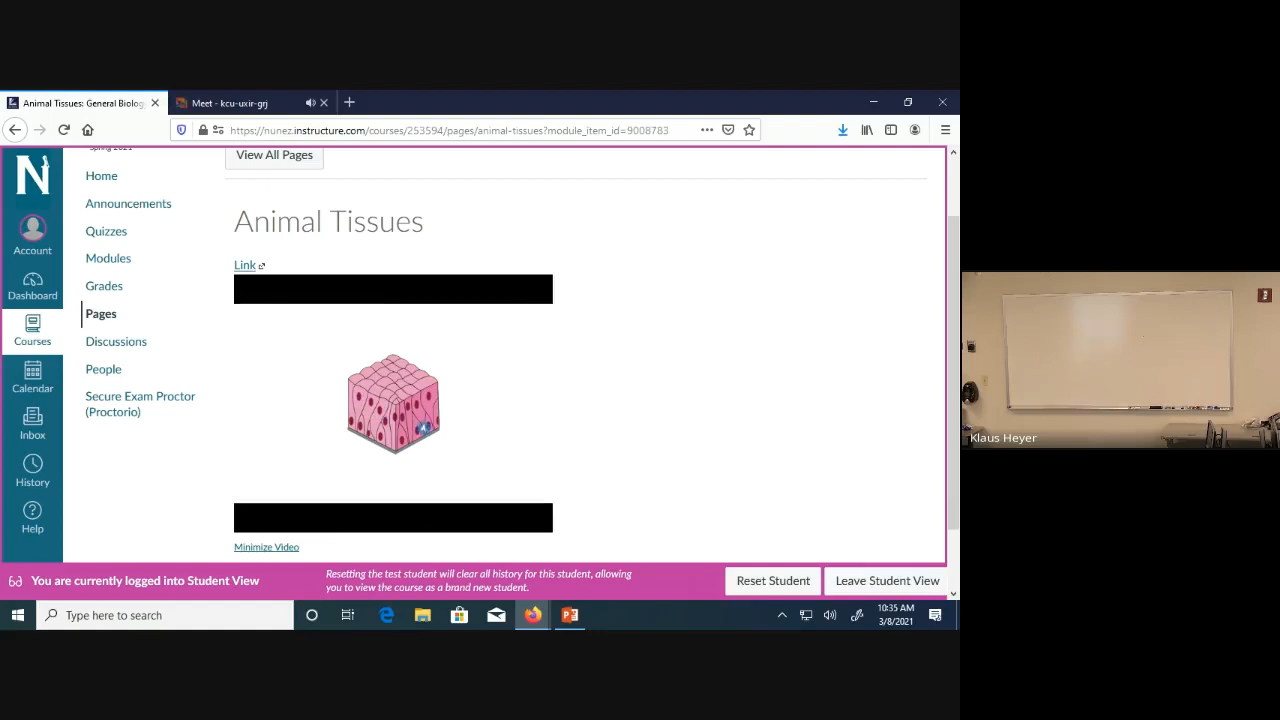 Animal Tissues: General Biolog
Meet - kcu-uxir-grj
https://nunez.instructure.com/courses/253594/pages/animal-tissues?module_item_id=9008783
Spring 2021
View All Pages
N
Home
Announcements
Quizzes
Modules
Grades
Pages
Discussions
People
Secure Exam Proctor
(Proctorio)
Account
Dashboard
Courses
Calendar
Inbox
History
Help
Animal Tissues
Link
Minimize Video
You are currently logged into Student View
Resetting the test student will clear all history for this student, allowing
you to view the course as a brand new student.
Reset Student
Leave Student View
Type here to search
10:35 AM
3/8/2021
Klaus Heyer